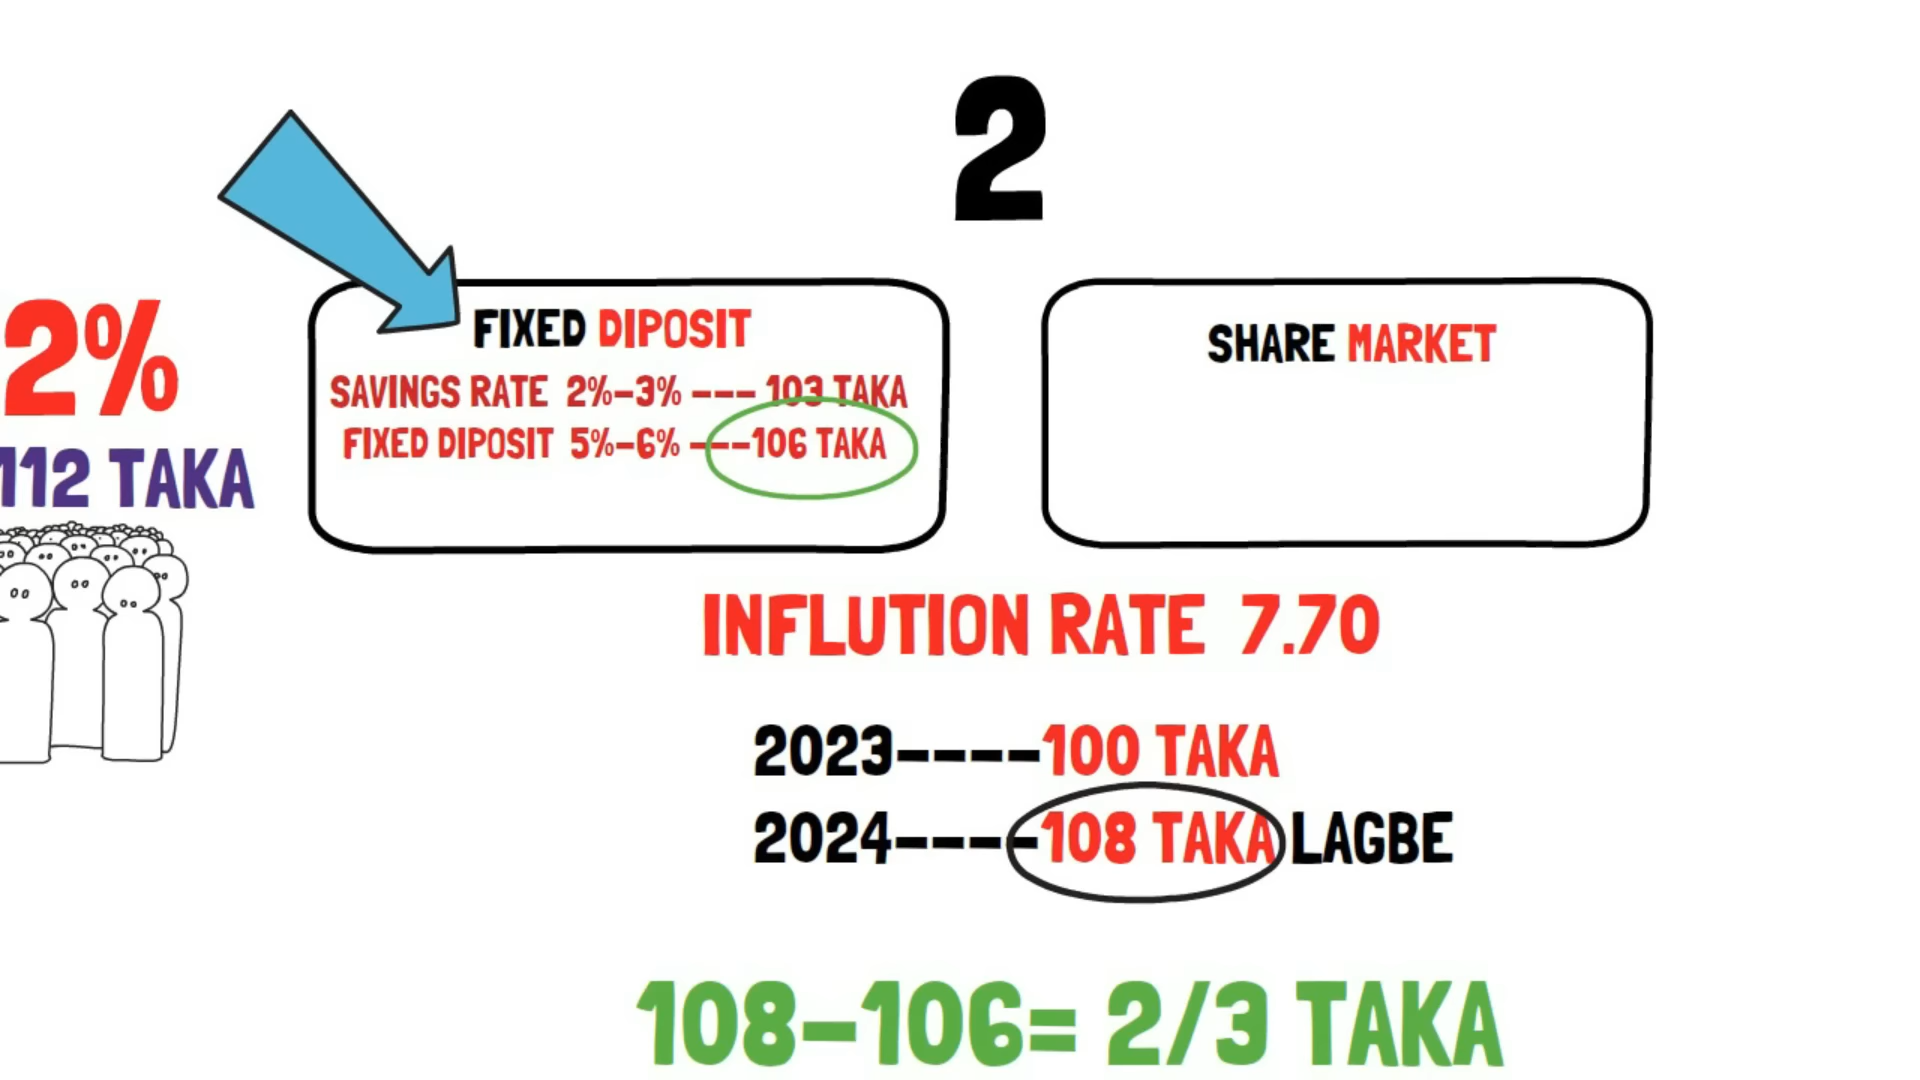 2
FIXED DIPOSIT
SAVINGS RATE 2%-3% --- 103 TAKA
FIXED DIPOSIT 5%-6% ---106 TAKA
SHARE MARKET
2%
112 TAKA
INFLUTION RATE 7.70
2023----100 TAKA
2024----108 TAKA LAGBE
108-106= 2/3 TAKA